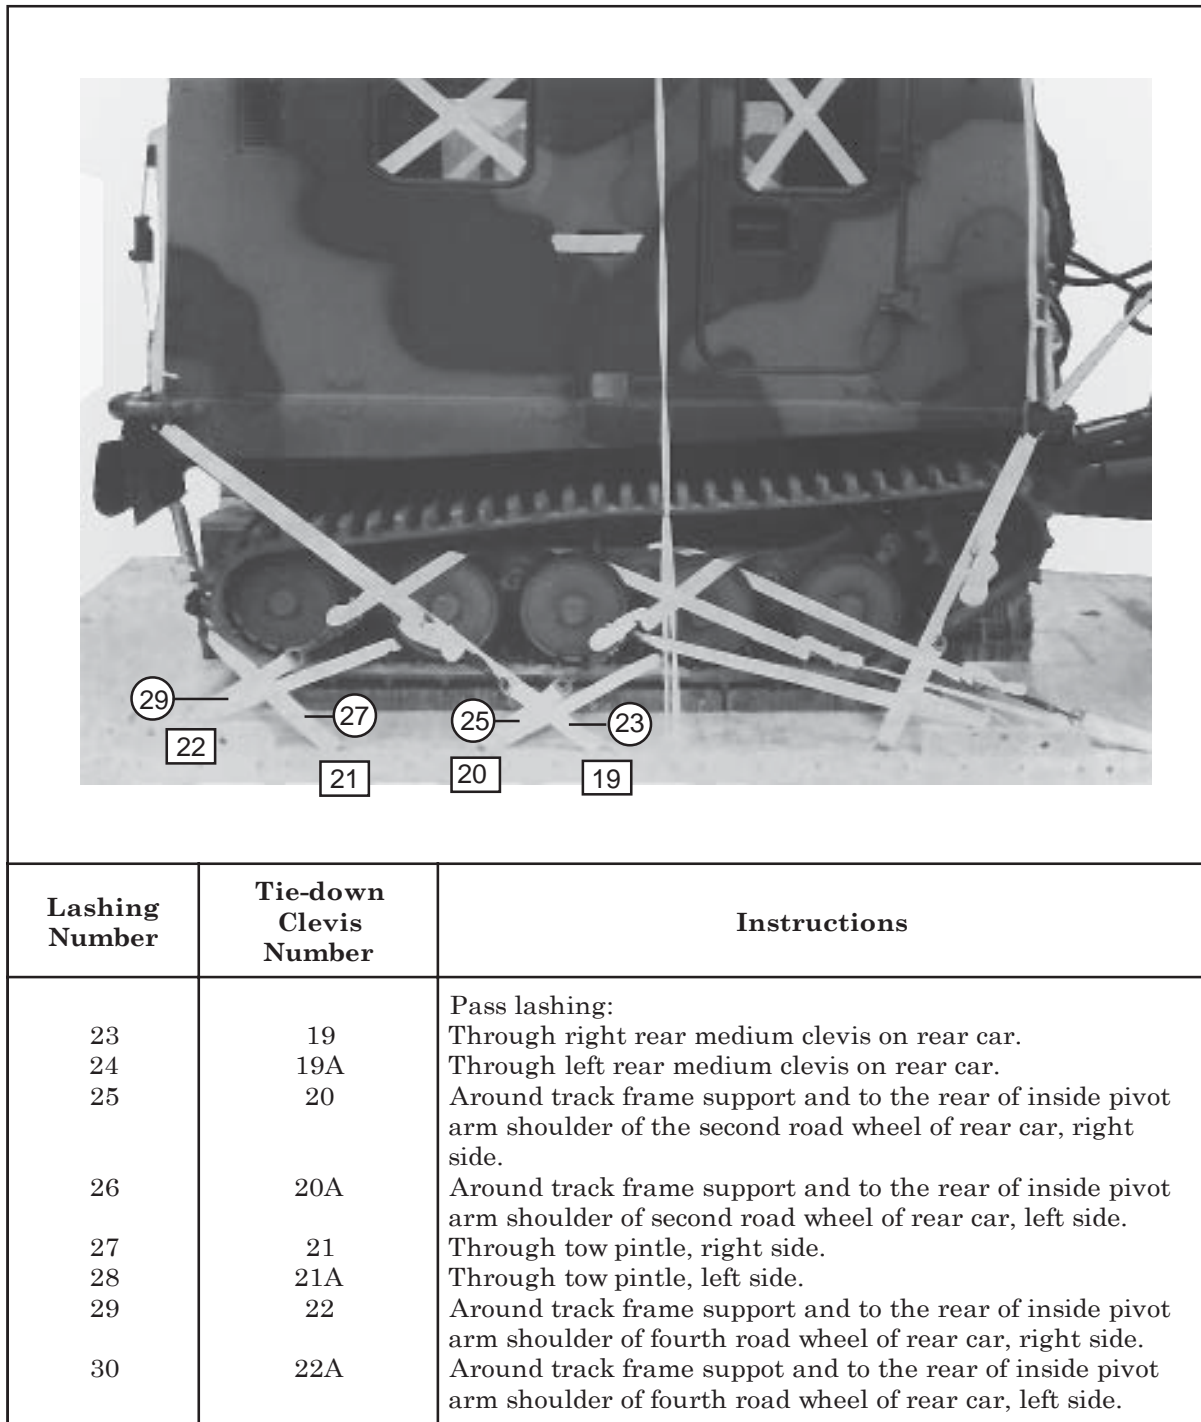 29
27
25
23
22
21
20
19
Lashing Number
Tie-down Clevis Number
Instructions
Pass lashing:
23 19 Through right rear medium clevis on rear car.
24 19A Through left rear medium clevis on rear car.
25 20 Around track frame support and to the rear of inside pivot
arm shoulder of the second road wheel of rear car, right
side.
26 20A Around track frame support and to the rear of inside pivot
arm shoulder of second road wheel of rear car, left side.
27 21 Through tow pintle, right side.
28 21A Through tow pintle, left side.
29 22 Around track frame support and to the rear of inside pivot
arm shoulder of fourth road wheel of rear car, right side.
30 22A Around track frame suppot and to the rear of inside pivot
arm shoulder of fourth road wheel of rear car, left side.